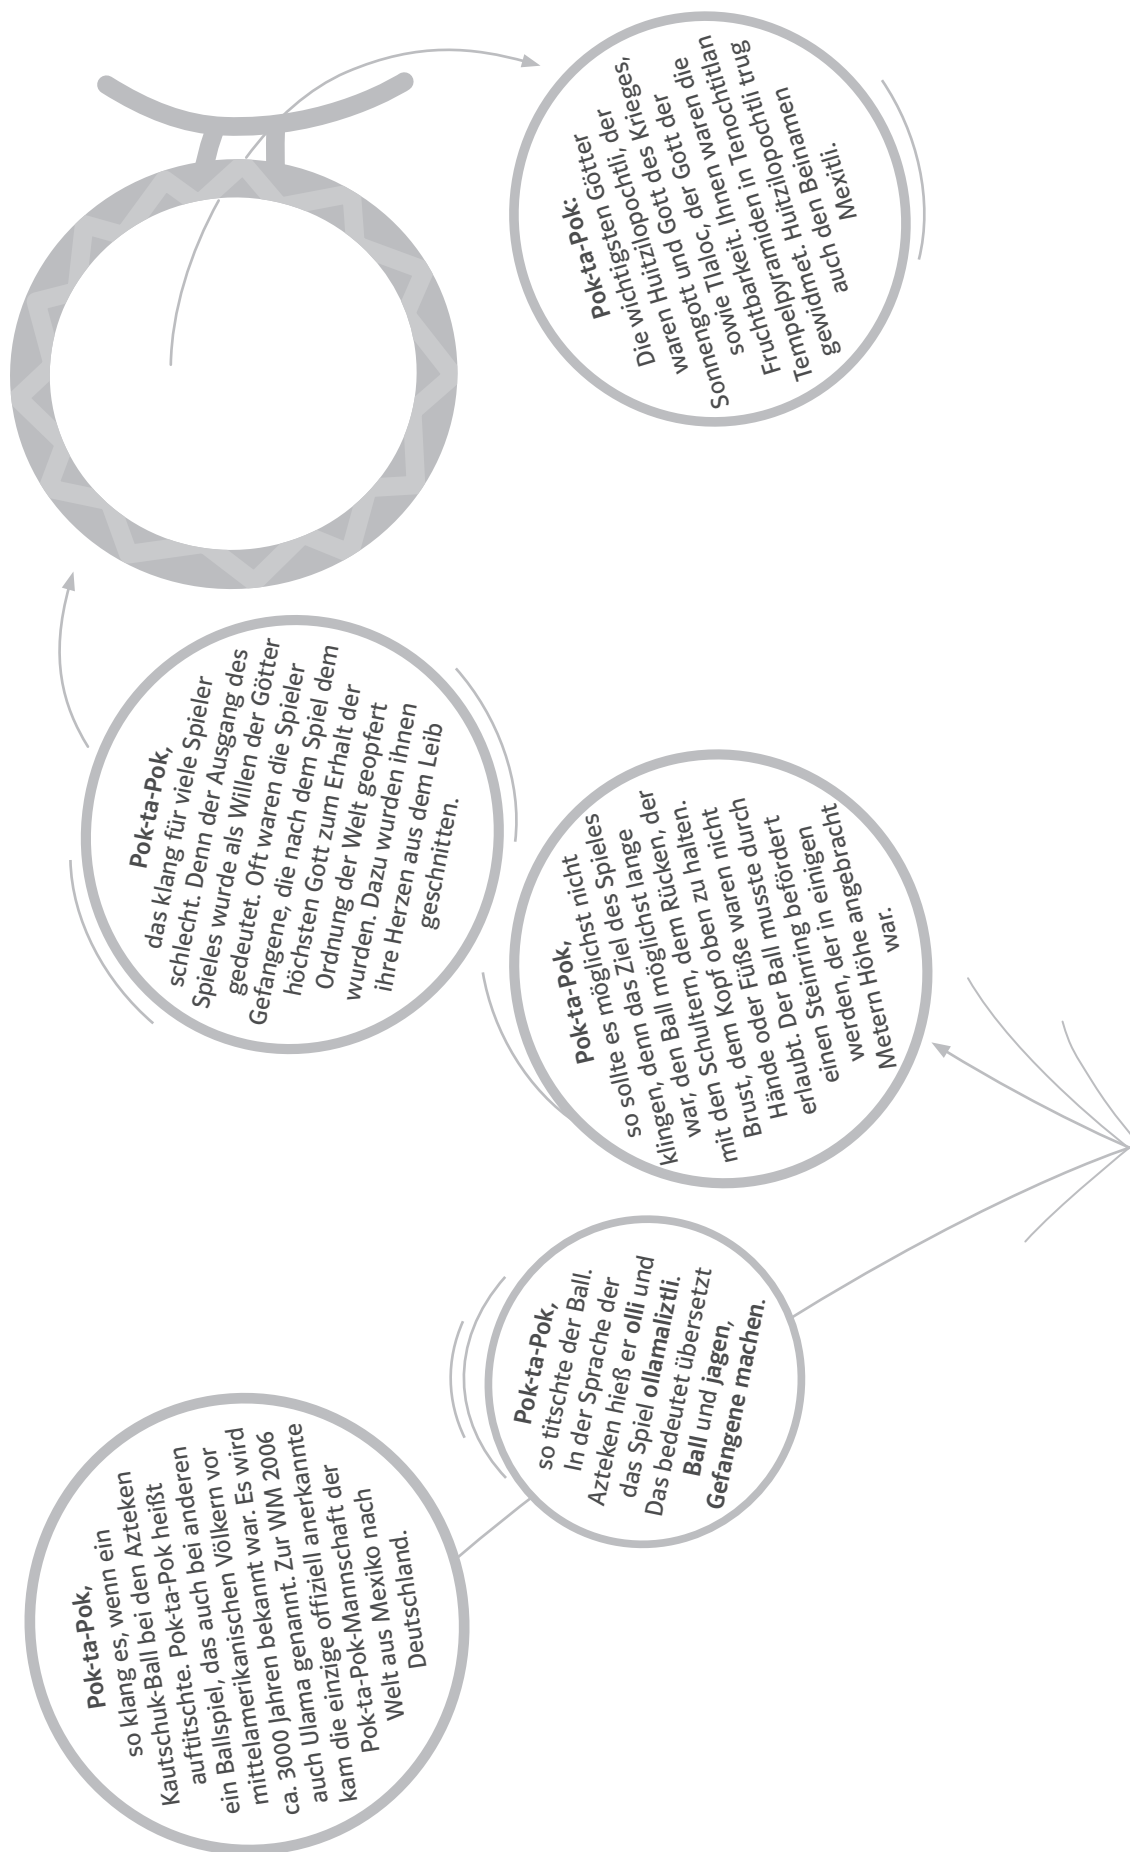 Pok-ta-Pok,
so klang es, wenn ein
Kautschuk-Ball bei den Azteken
auftitschte. Pok-ta-Pok heißt
ein Ballspiel, das auch bei anderen
mittelamerikanischen Völkern vor
ca. 3000 Jahren bekannt war. Es wird
auch Ulama genannt. Zur WM 2006
kam die einzige offiziell anerkannte
Pok-ta-Pok-Mannschaft der
Welt aus Mexiko nach
Deutschland.
Pok-ta-Pok,
so titschte der Ball.
In der Sprache der
Azteken hieß er olli und
das Spiel ollamaliztli.
Das bedeutet übersetzt
Ball und jagen,
Gefangene machen.
Pok-ta-Pok,
so sollte es möglichst nicht
klingen, denn das Ziel des Spieles
war, den Ball möglichst lange
mit den Schultern, dem Rücken, der
Brust, dem Kopf oben zu halten.
Hände oder Füße waren nicht
erlaubt. Der Ball musste durch
einen Steinring befördert
werden, der in einigen
Metern Höhe angebracht
war.
Pok-ta-Pok,
das klang für viele Spieler
schlecht. Denn der Ausgang des
Spieles wurde als Willen der Götter
gedeutet. Oft waren die Spieler
Gefangene, die nach dem Spiel dem
höchsten Gott zum Erhalt der
Ordnung der Welt geopfert
wurden. Dazu wurden ihnen
ihre Herzen aus dem Leib
geschnitten.
Pok-ta-Pok:
Die wichtigsten Götter
waren Huitzilopochtli, der
Sonnengott und Gott des Krieges,
sowie Tlaloc, der Gott der
Fruchtbarkeit. Ihnen waren die
Tempelpyramiden in Tenochtitlan
gewidmet. Huitzilopochtli trug
auch den Beinamen
Mexitli.